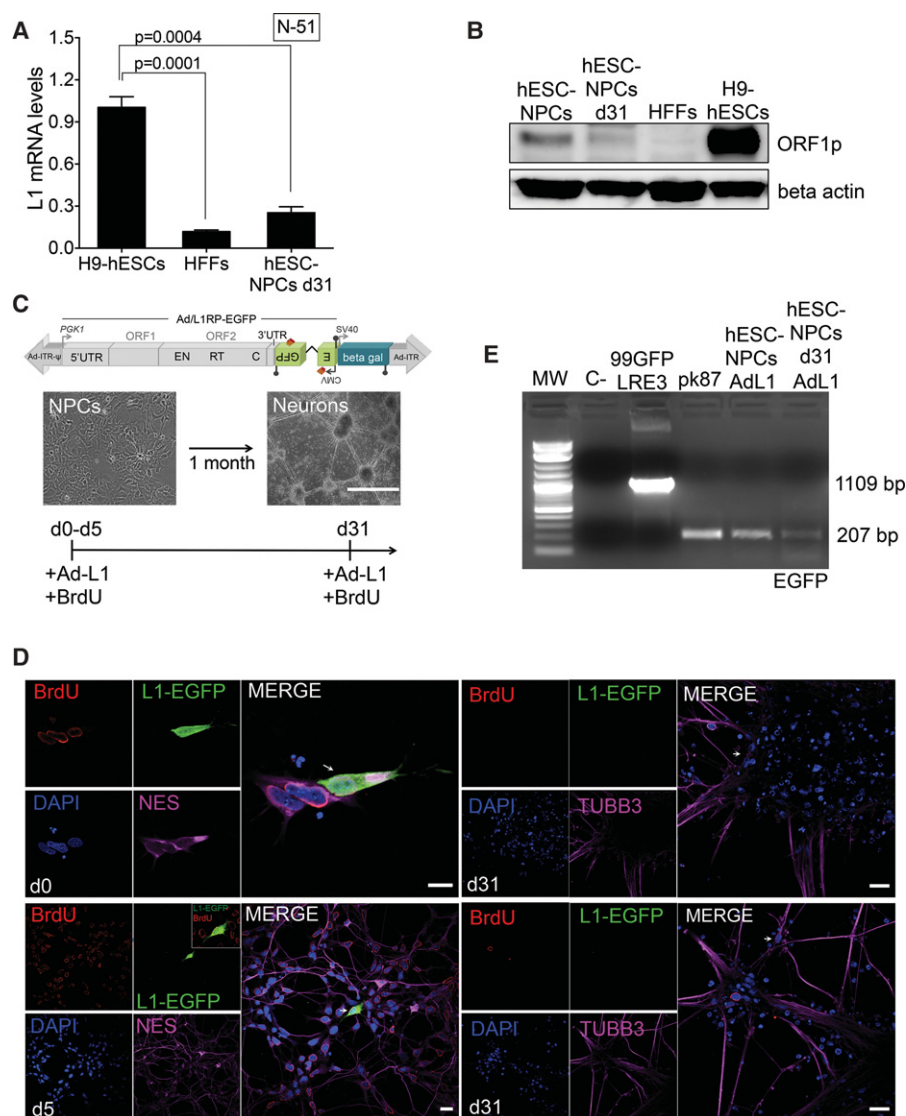 A
N-51
p=0.0004
p=0.0001
L1 mRNA levels
1.5
1.2
0.9
0.6
0.3
0.0
H9-hESCs
HFFs
hESC-
NPCs d31
B
hESC-
NPCs
hESC-
NPCs
d31
HFFs
H9-
hESCs
ORF1p
beta actin
C
Ad/L1RP-EGFP
PGK1
ORF1
ORF2
3'UTR
SV40
Ad-ITR-ψ
5'UTR
EN
RT
C
GFP
E
beta gal
Ad-ITR
CMV
NPCs
1 month
Neurons
d0-d5
d31
+Ad-L1
+BrdU
+Ad-L1
+BrdU
E
MW
C-
99GFP
LRE3
pk87
hESC-
NPCs
AdL1
hESC-
NPCs
d31
AdL1
1109 bp
207 bp
EGFP
D
BrdU
L1-EGFP
MERGE
DAPI
NES
d0
BrdU
L1-EGFP
MERGE
DAPI
TUBB3
d31
BrdU
L1-EGFP
BrdU
L1-EGFP
MERGE
DAPI
NES
d5
BrdU
L1-EGFP
MERGE
DAPI
TUBB3
d31